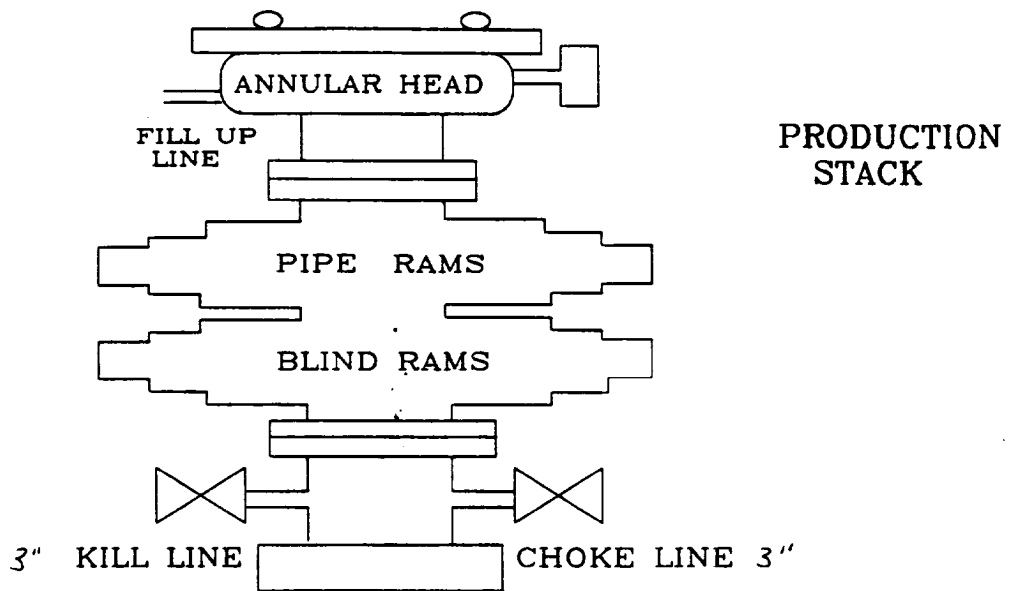 ANNULAR HEAD
FILL UP
LINE
PRODUCTION
STACK
PIPE RAMS
BLIND RAMS
3" KILL LINE
CHOKE LINE 3"